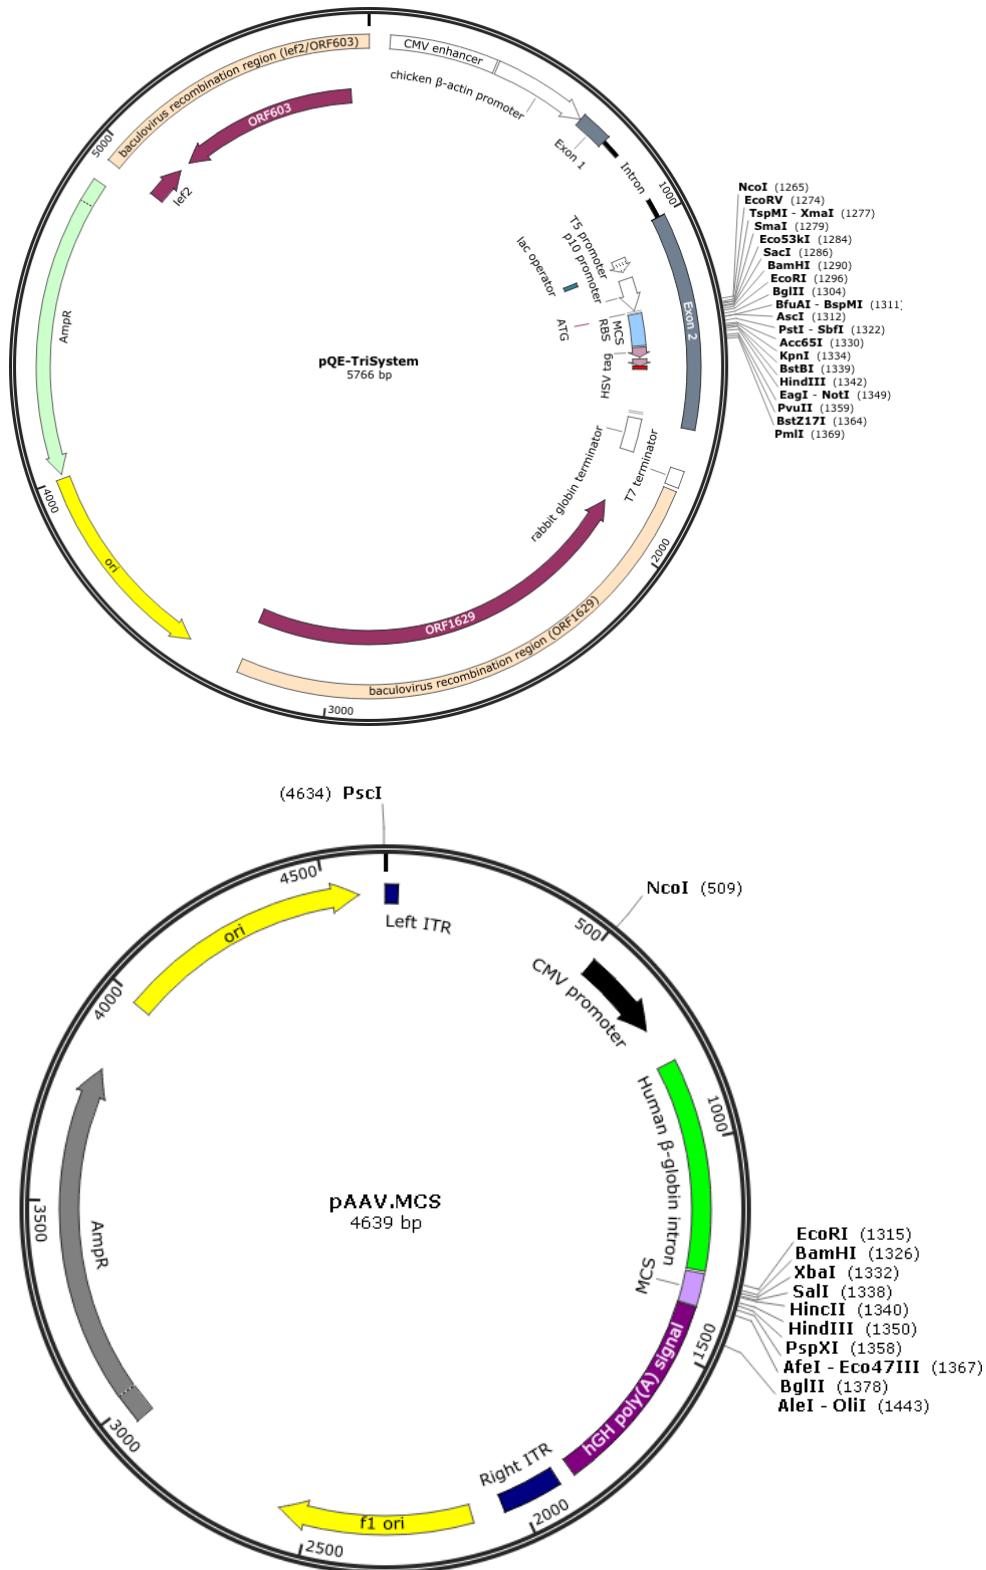 CMV enhancer
chicken β-actin promoter
Exon 1
Intron
1000
Exon 2
T5 promoter
p10 promoter
lac operator
ATG
RBS
MCS
HSV tag
pQE-TriSystem
5766 bp
NcoI (1265)
EcoRV (1274)
TspMI - XmaI (1277)
SmaI (1279)
Eco53kI (1284)
SacI (1286)
BamHI (1290)
EcoRI (1296)
BglII (1304)
BfuAI - BspMI (1311)
AscI (1312)
PstI - SbfI (1322)
Acc65I (1330)
KpnI (1334)
BstBI (1339)
HindIII (1342)
EagI - NotI (1349)
PvuII (1359)
BstZ17I (1364)
PmlI (1369)
rabbit globin terminator
T7 terminator
2000
baculovirus recombination region (ORF1629)
ORF1629
3000
ori
4000
AmpR
5000
baculovirus recombination region (lef2/ORF603)
ORF603
lef2
(4634) PscI
Left ITR
NcoI (509)
500
CMV promoter
Human β-globin intron
1000
MCS
pAAV.MCS
4639 bp
EcoRI (1315)
BamHI (1326)
XbaI (1332)
SalI (1338)
HincII (1340)
HindIII (1350)
PspXI (1358)
AfeI - Eco47III (1367)
BglII (1378)
AleI - OliI (1443)
1500
hGH poly(A) signal
Right ITR
2000
f1 ori
2500
3000
AmpR
3500
4000
ori
4500